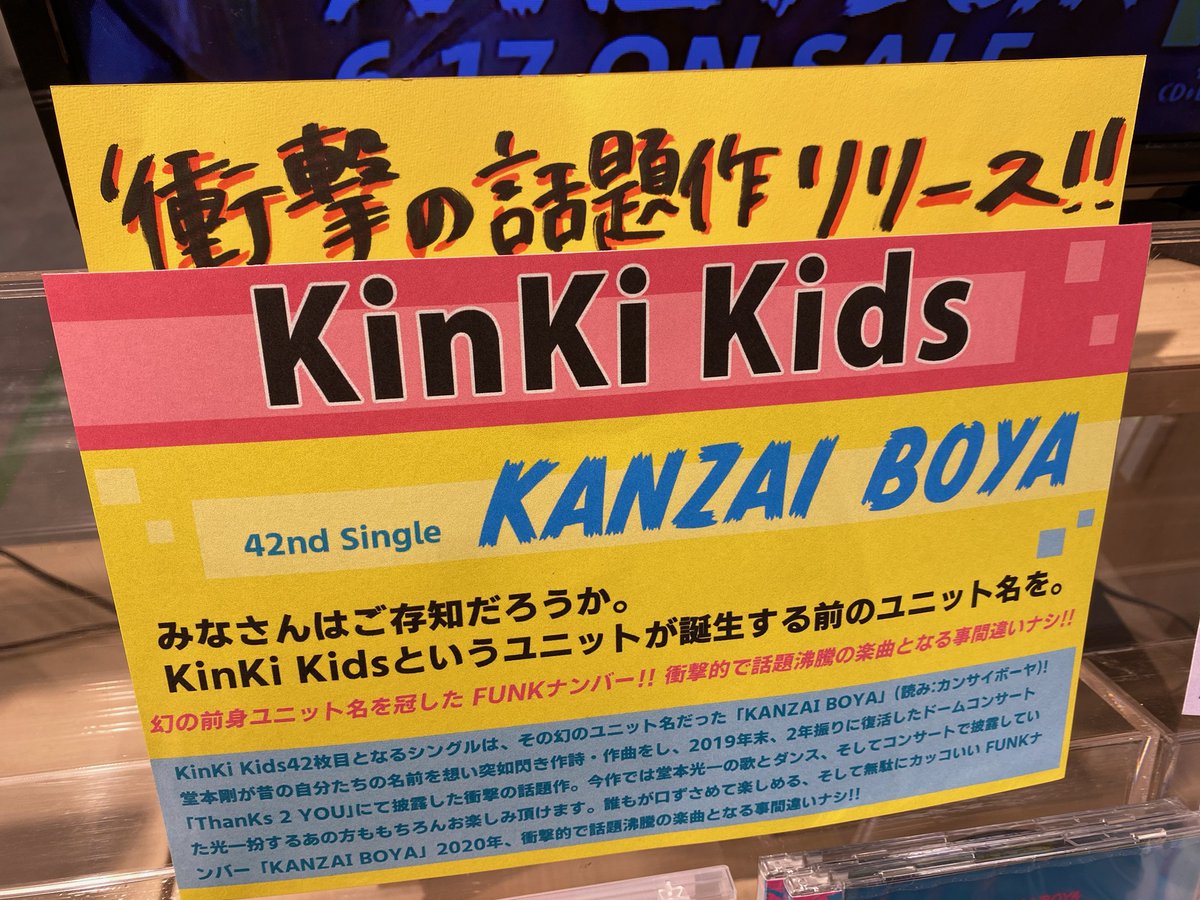 6.17 ON SALE
衝撃の話題作リリース!!
KinKi Kids
42nd Single KANZAI BOYA
みなさんはご存知だろうか。
KinKi Kidsというユニットが誕生する前のユニット名を。
幻の前身ユニット名を冠した FUNKナンバー!! 衝撃的で話題沸騰の楽曲となる事間違いナシ!!
KinKi Kids42枚目となるシングルは、その幻のユニット名だった「KANZAI BOYA」(読み:カンサイボーヤ)!
堂本剛が昔の自分たちの名前を想い突如閃き作詩・作曲をし、2019年末、2年振りに復活したドームコンサート
「ThanKs 2 YOU」にて披露した衝撃の話題作。今作では堂本光一の歌とダンス、そしてコンサートで披露してい
た光一扮するあの方ももちろんお楽しみ頂けます。誰もが口ずさめて楽しめる、そして無駄にカッコいい FUNKナ
ンバー「KANZAI BOYA」2020年、衝撃的で話題沸騰の楽曲となる事間違いナシ!!